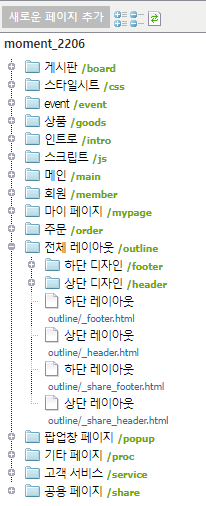 새로운 페이지 추가
moment_2206
게시판 /board
스타일시트 /css
event /event
상품 /goods
인트로 /intro
스크립트 /js
메인 /main
회원 /member
마이 페이지 /mypage
주문 /order
전체 레이아웃 /outline
하단 디자인 /footer
상단 디자인 /header
하단 레이아웃
outline/_footer.html
상단 레이아웃
outline/_header.html
하단 레이아웃
outline/_share_footer.html
상단 레이아웃
outline/_share_header.html
팝업창 페이지 /popup
기타 페이지 /proc
고객 서비스 /service
공용 페이지 /share